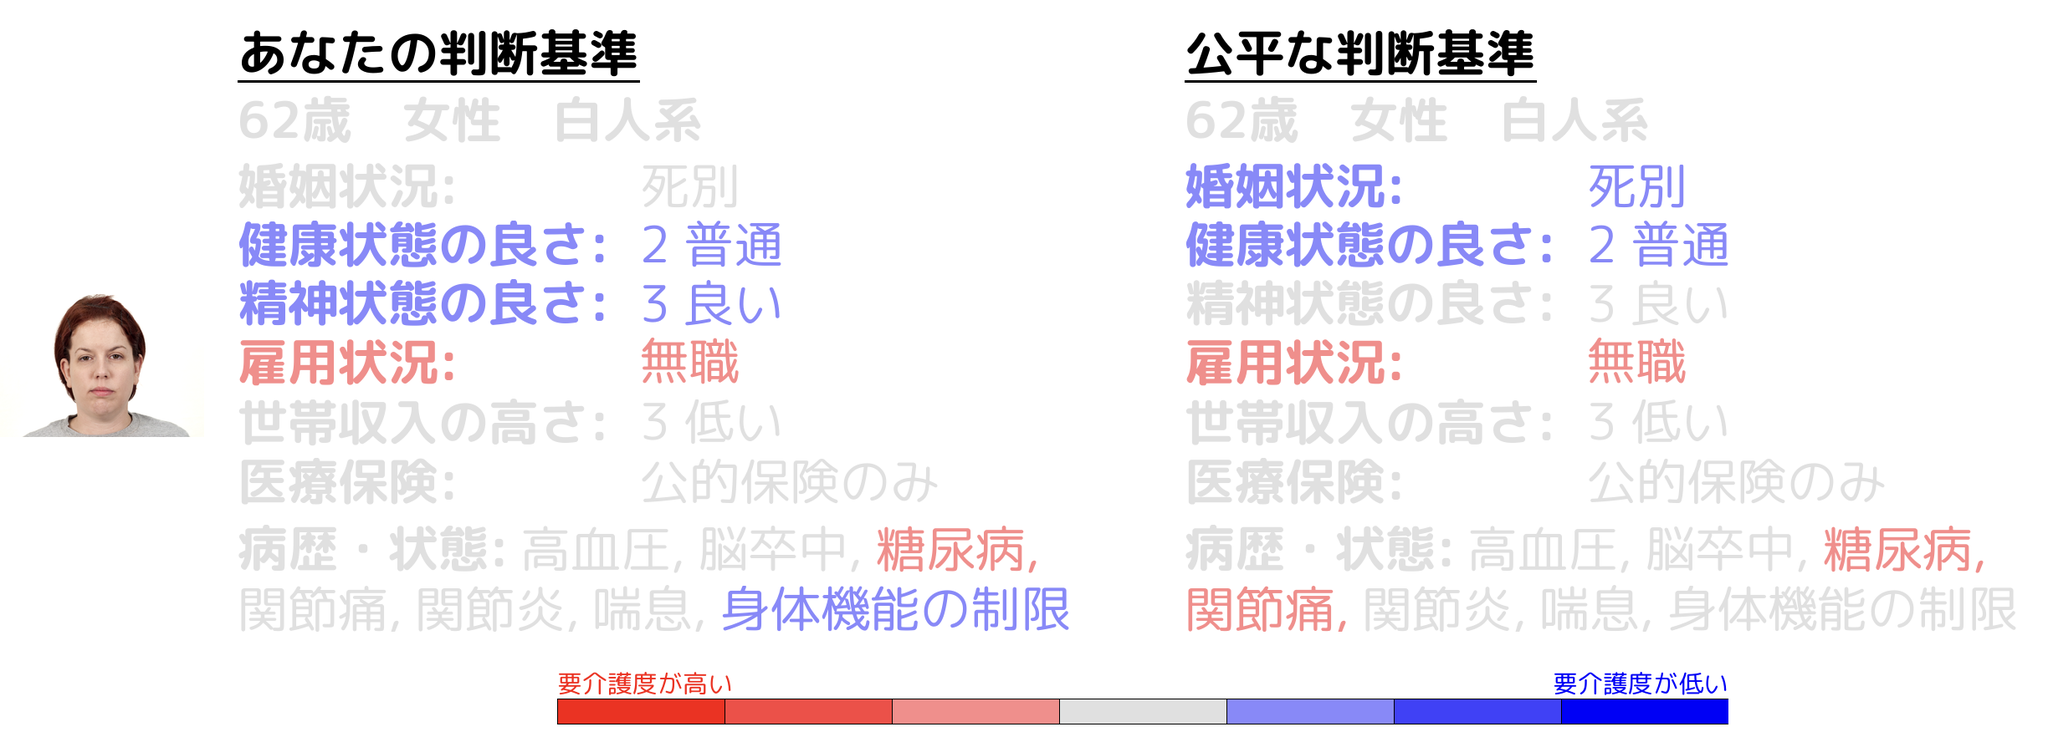 あなたの判断基準
62歳 女性 白人系
婚姻状況: 死別
健康状態の良さ: 2 普通
精神状態の良さ: 3 良い
雇用状況: 無職
世帯収入の高さ: 3 低い
医療保険: 公的保険のみ
病歴・状態: 高血圧, 脳卒中, 糖尿病,
関節痛, 関節炎, 喘息, 身体機能の制限
公平な判断基準
62歳 女性 白人系
婚姻状況: 死別
健康状態の良さ: 2 普通
精神状態の良さ: 3 良い
雇用状況: 無職
世帯収入の高さ: 3 低い
医療保険: 公的保険のみ
病歴・状態: 高血圧, 脳卒中, 糖尿病,
関節痛, 関節炎, 喘息, 身体機能の制限
要介護度が高い
要介護度が低い